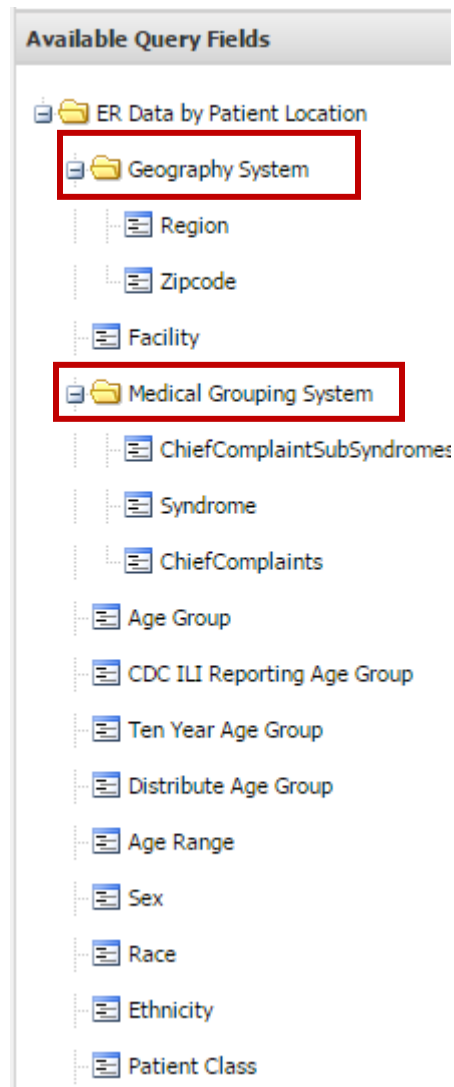 Available Query Fields
ER Data by Patient Location
Geography System
Region
Zipcode
Facility
Medical Grouping System
ChiefComplaintSubSyndromes
Syndrome
ChiefComplaints
Age Group
CDC ILI Reporting Age Group
Ten Year Age Group
Distribute Age Group
Age Range
Sex
Race
Ethnicity
Patient Class